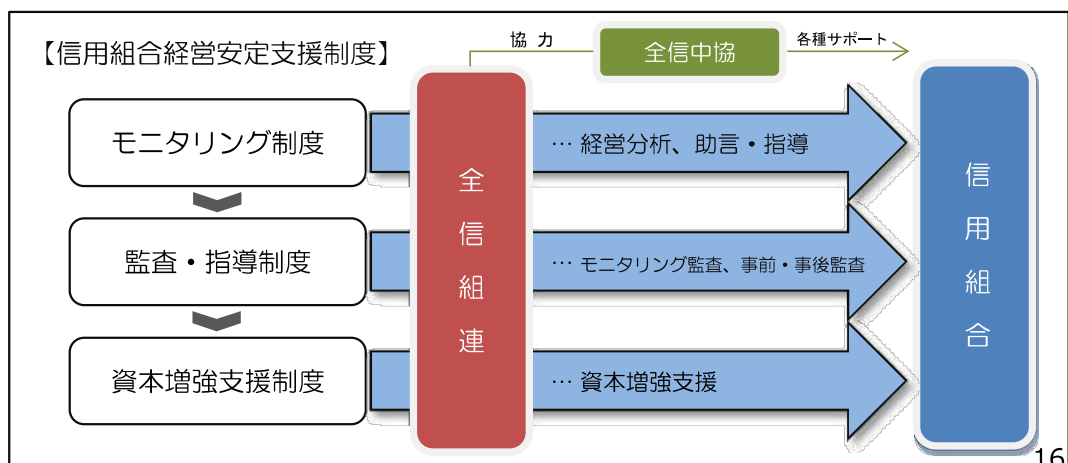 【信用組合経営安定支援制度】
協 力
全信中協
各種サポート
モニタリング制度
… 経営分析、助言・指導
監査・指導制度
… モニタリング監査、事前・事後監査
資本増強支援制度
… 資本増強支援
全信組連
信用組合
16